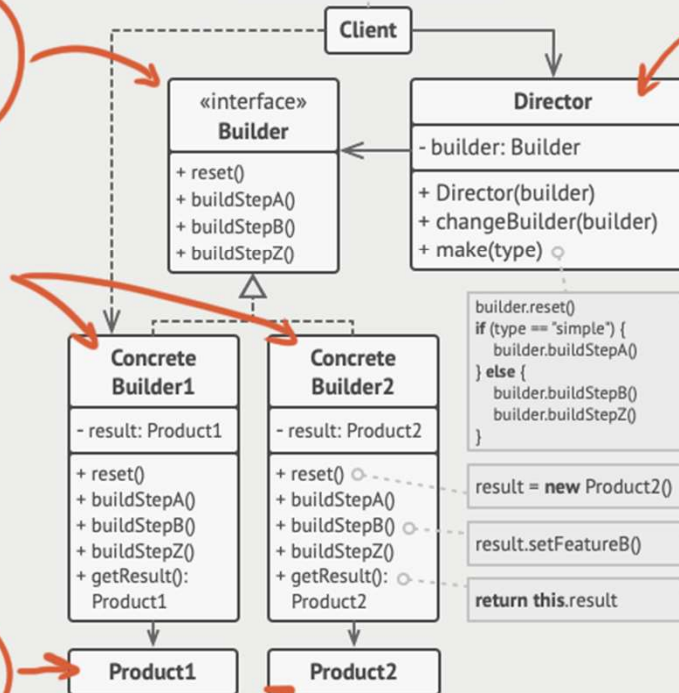 Client
«interface»
Builder
+ reset()
+ buildStepA()
+ buildStepB()
+ buildStepZ()
Director
- builder: Builder
+ Director(builder)
+ changeBuilder(builder)
+ make(type)
builder.reset()
if (type == "simple") {
builder.buildStepA()
} else {
builder.buildStepB()
builder.buildStepZ()
}
Concrete
Builder1
- result: Product1
+ reset()
+ buildStepA()
+ buildStepB()
+ buildStepZ()
+ getResult():
Product1
Concrete
Builder2
- result: Product2
+ reset()
+ buildStepA()
+ buildStepB()
+ buildStepZ()
+ getResult():
Product2
result = new Product2()
result.setFeatureB()
return this.result
Product1
Product2